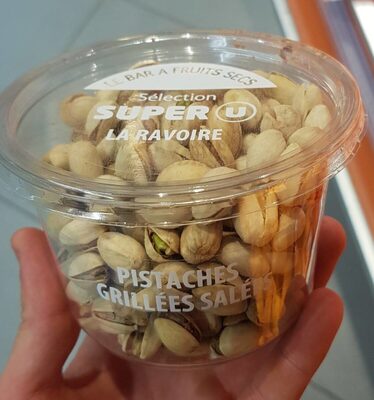 LE BAR A FRUITS SECS
Sélection
SUPER U
LA RAVOIRE
PISTACHES
GRILLÉES SALÉES